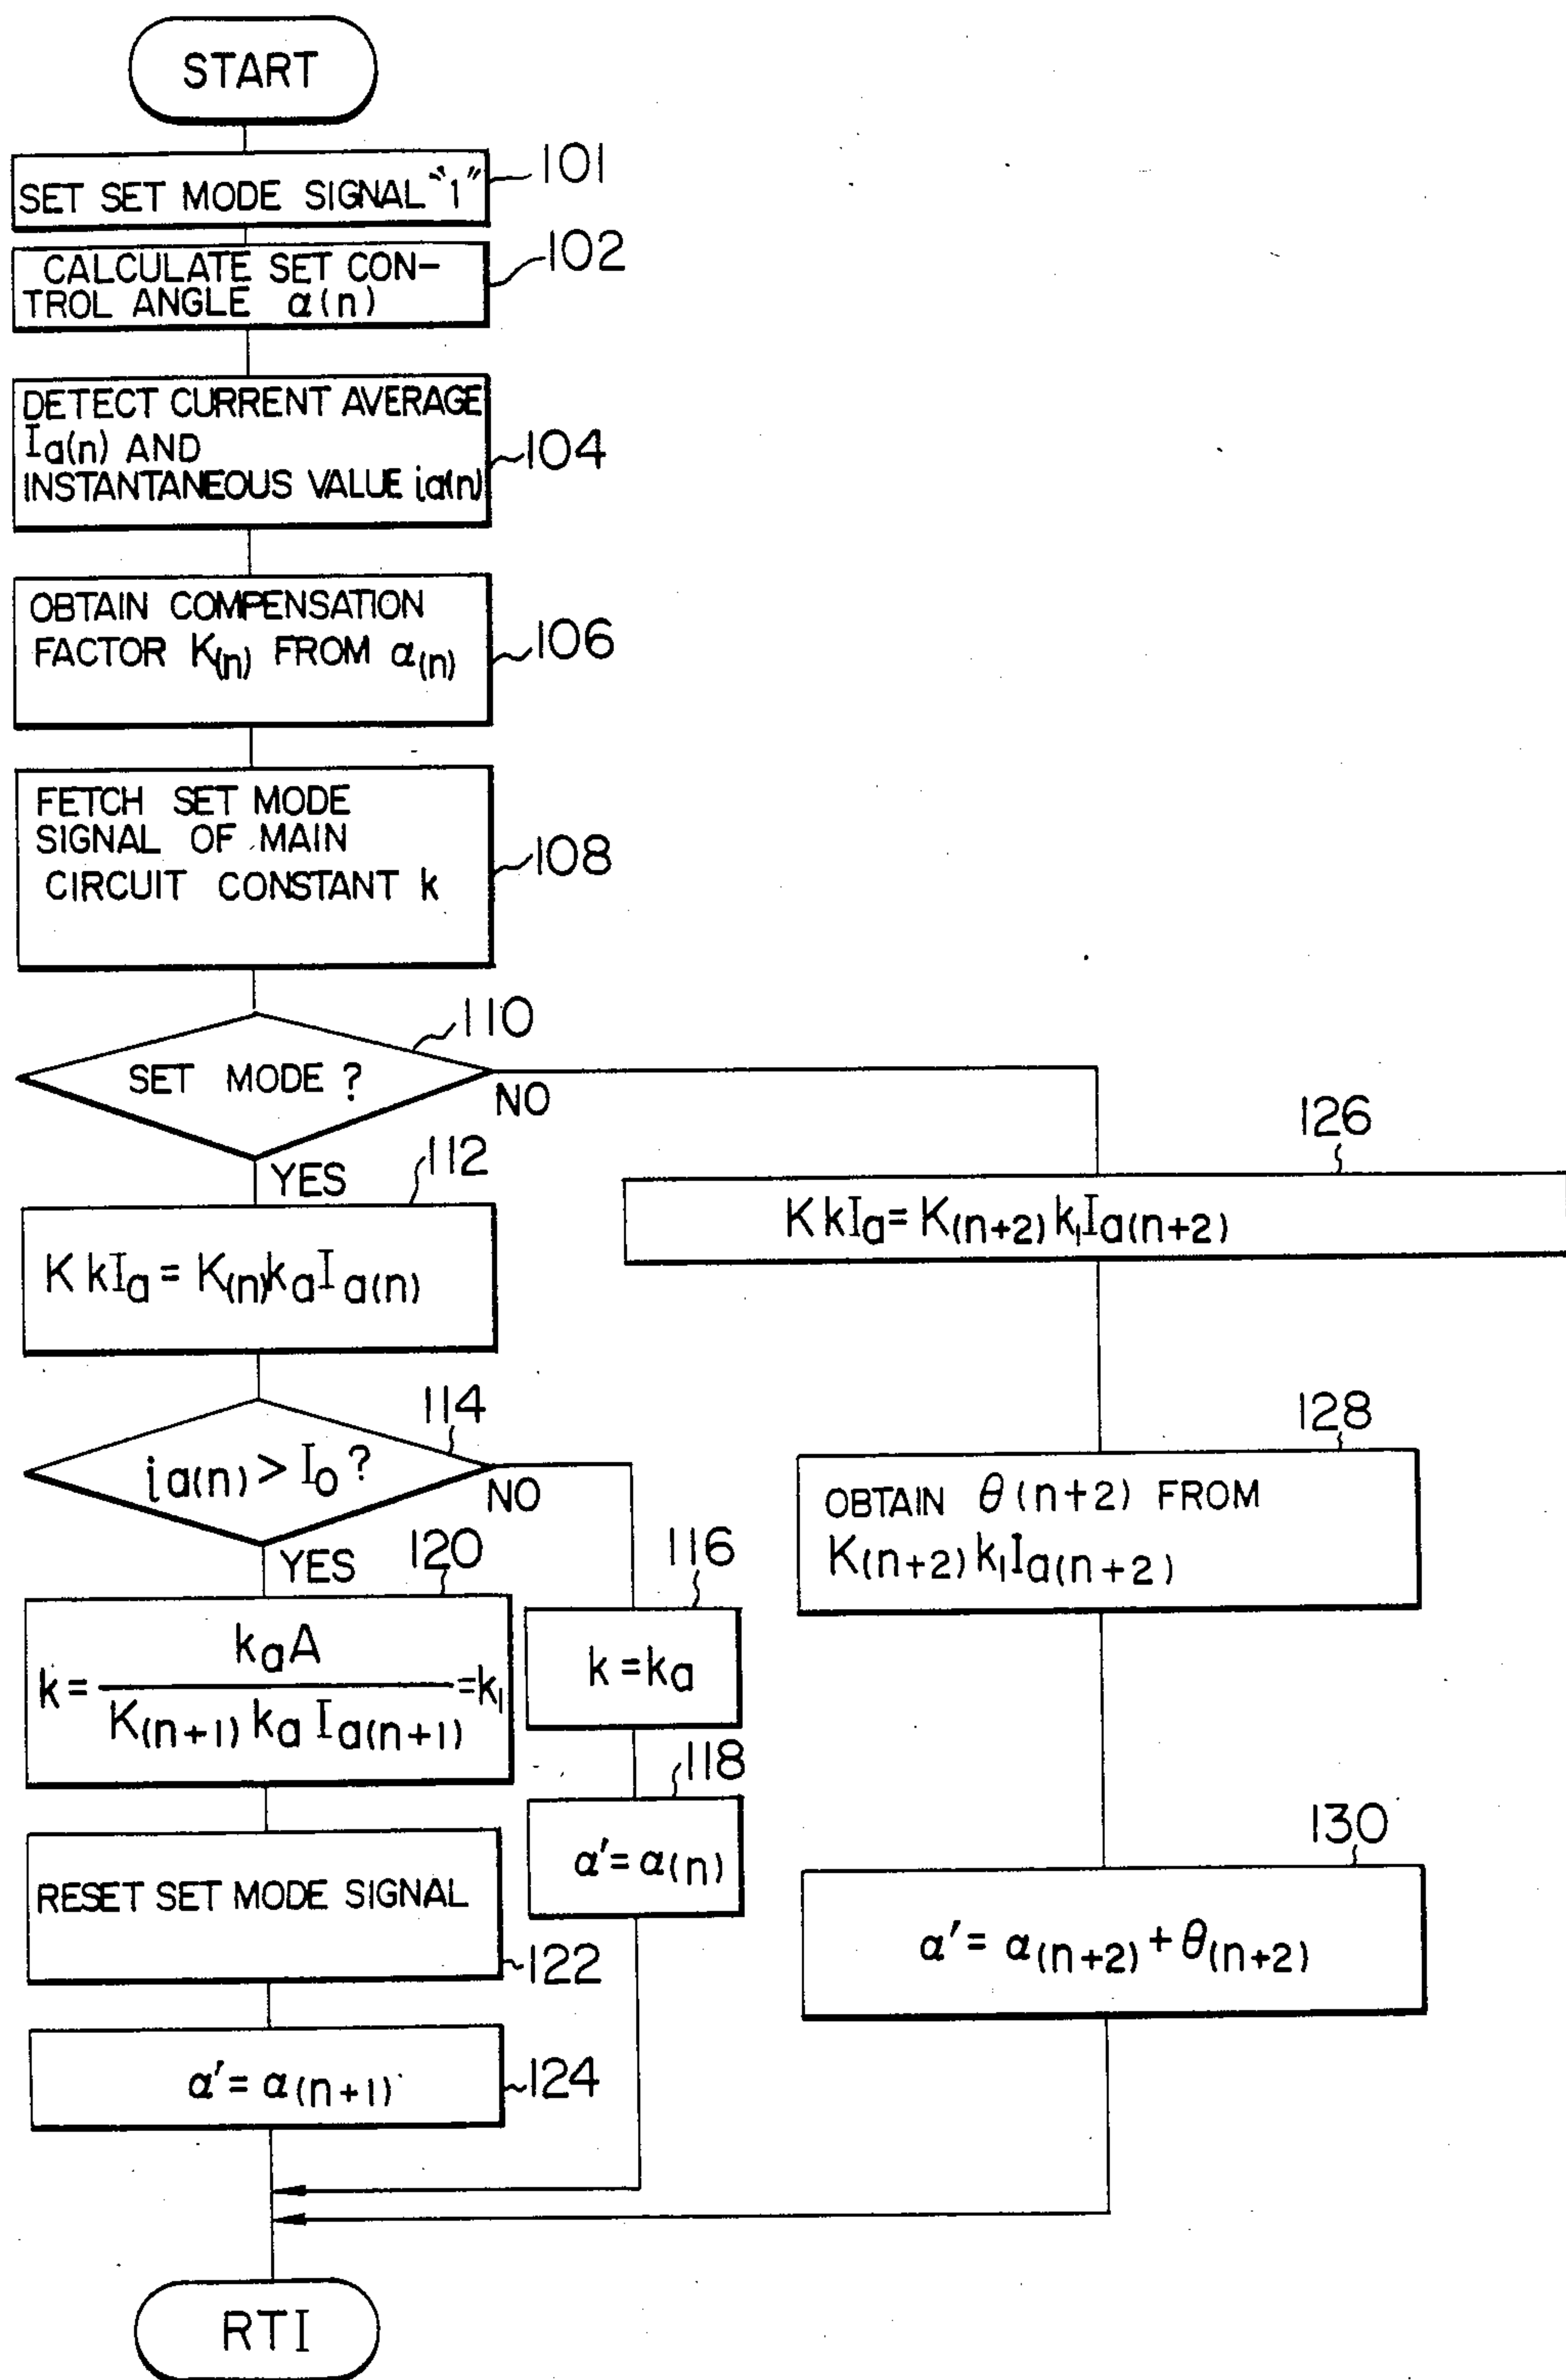 START
101
SET SET MODE SIGNAL "1"
102
CALCULATE SET CON-
TROL ANGLE α(n)
DETECT CURRENT AVERAGE
Ia(n) AND
INSTANTANEOUS VALUE ia(n)
104
OBTAIN COMPENSATION
FACTOR K(n) FROM α(n)
106
FETCH SET MODE
SIGNAL OF MAIN
CIRCUIT CONSTANT k
108
110
SET MODE ?
NO
YES
112
K kIa = K(n)kaIa(n)
114
ia(n) > Io ?
NO
YES
120
k = kaA / K(n+1) ka Ia(n+1) = k1
116
k = ka
118
α' = α(n)
RESET SET MODE SIGNAL
122
α' = α(n+1)
124
126
K kIa = K(n+2) k1Ia(n+2)
128
OBTAIN θ(n+2) FROM
K(n+2) k1Ia(n+2)
130
α' = α(n+2) + θ(n+2)
RTI